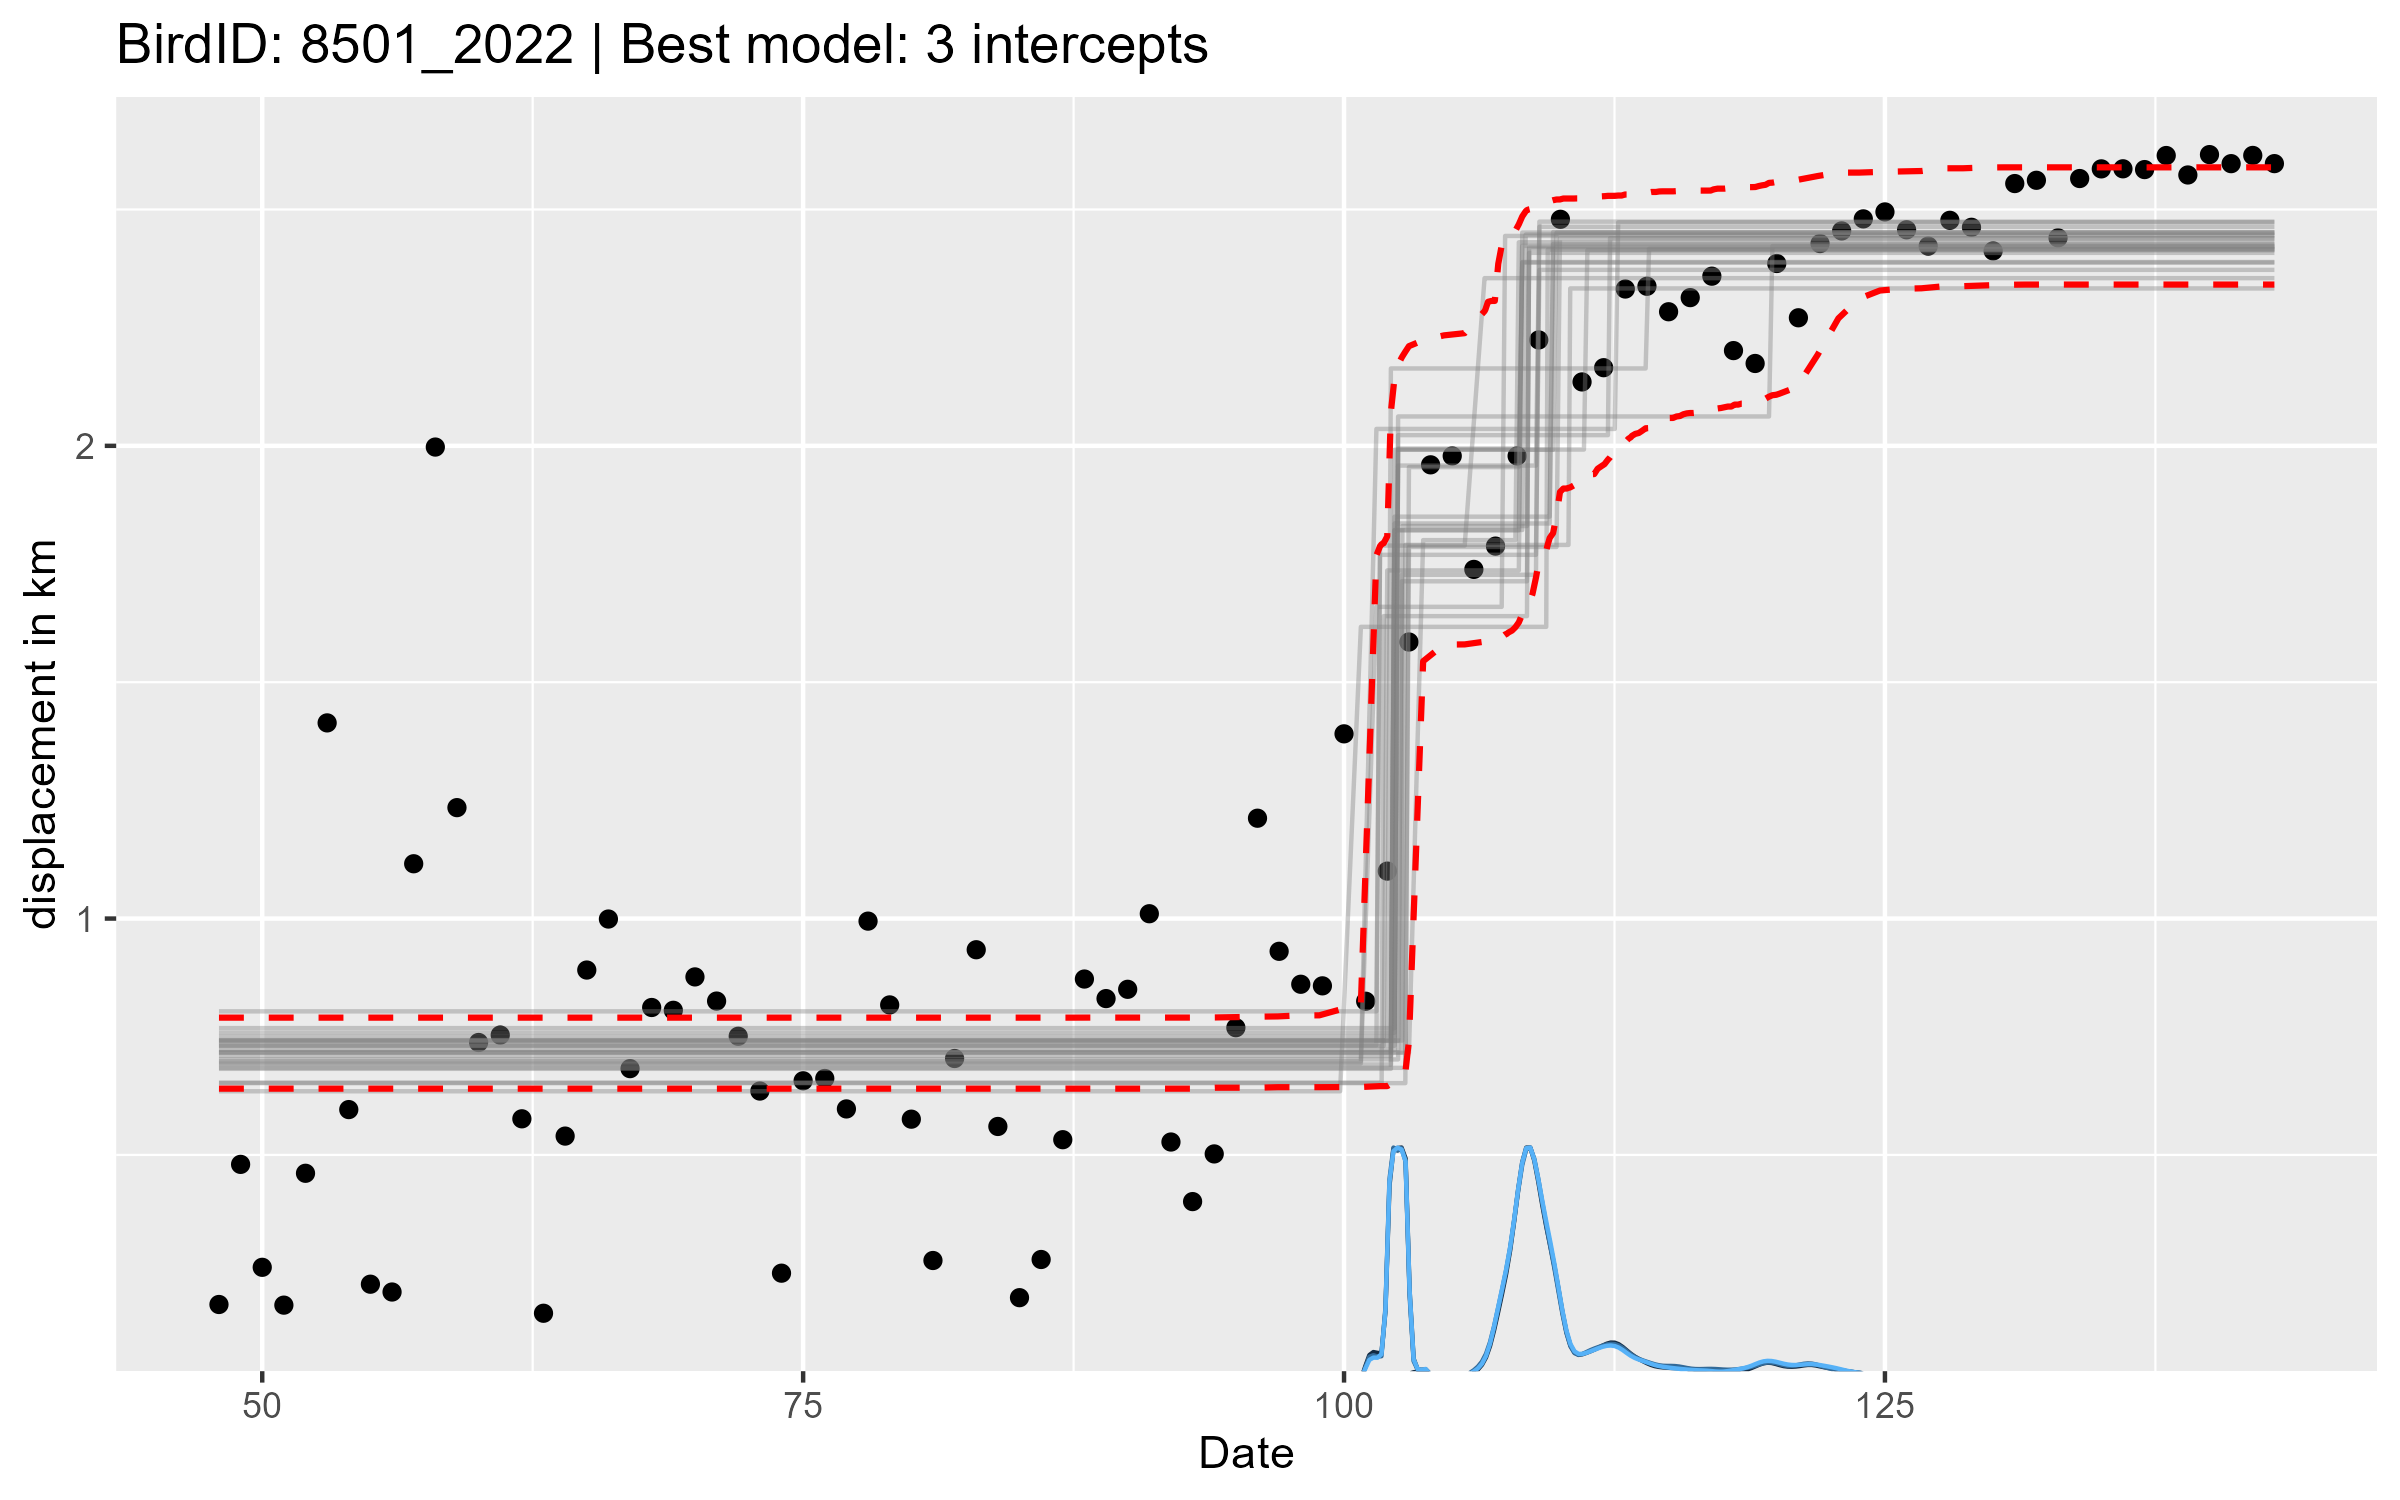 BirdID: 8501_2022 | Best model: 3 intercepts
displacement in km
2
1
50 75 100 125
Date